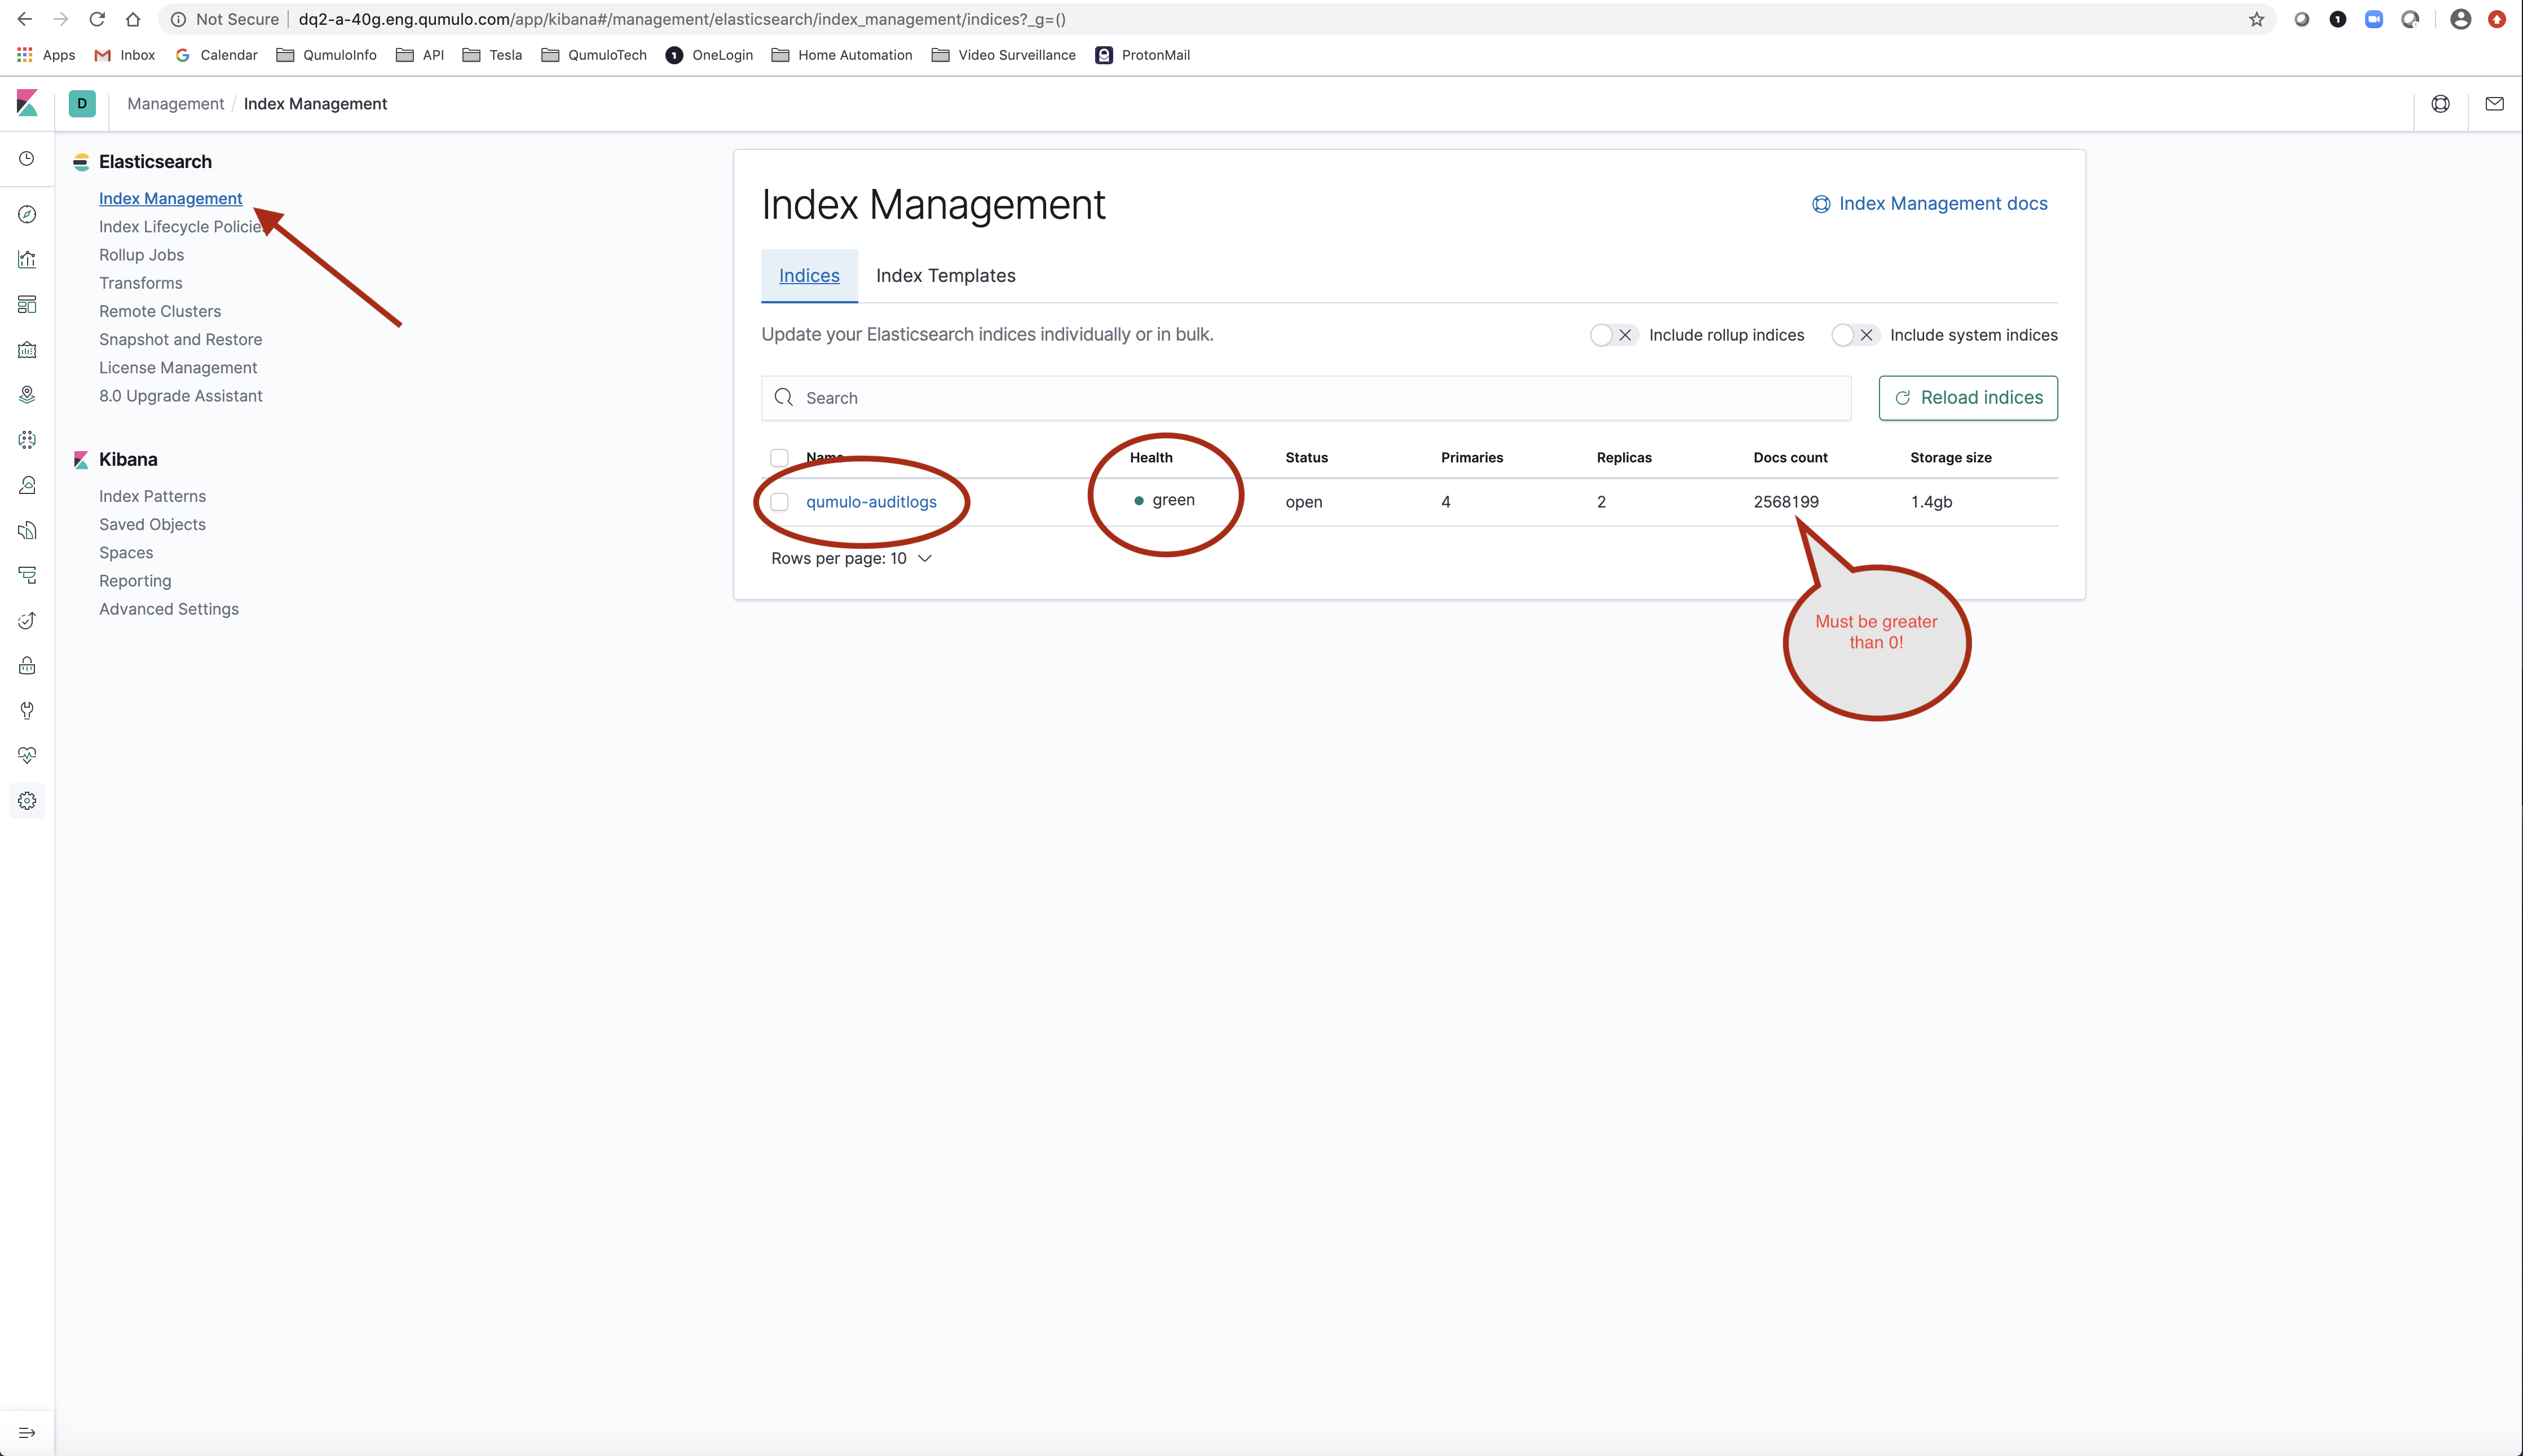 Not Secure | dq2-a-40g.eng.qumulo.com/app/kibana#/management/elasticsearch/index_management/indices?_g=()
Apps Inbox Calendar QumuloInfo API Tesla QumuloTech OneLogin Home Automation Video Surveillance ProtonMail
D Management / Index Management
Elasticsearch
Index Management
Index Lifecycle Policies
Rollup Jobs
Transforms
Remote Clusters
Snapshot and Restore
License Management
8.0 Upgrade Assistant
Kibana
Index Patterns
Saved Objects
Spaces
Reporting
Advanced Settings
Index Management
Index Management docs
Indices Index Templates
Update your Elasticsearch indices individually or in bulk.
Include rollup indices Include system indices
Search
Reload indices
Name Health Status Primaries Replicas Docs count Storage size
qumulo-auditlogs green open 4 2 2568199 1.4gb
Rows per page: 10
Must be greater
than 0!